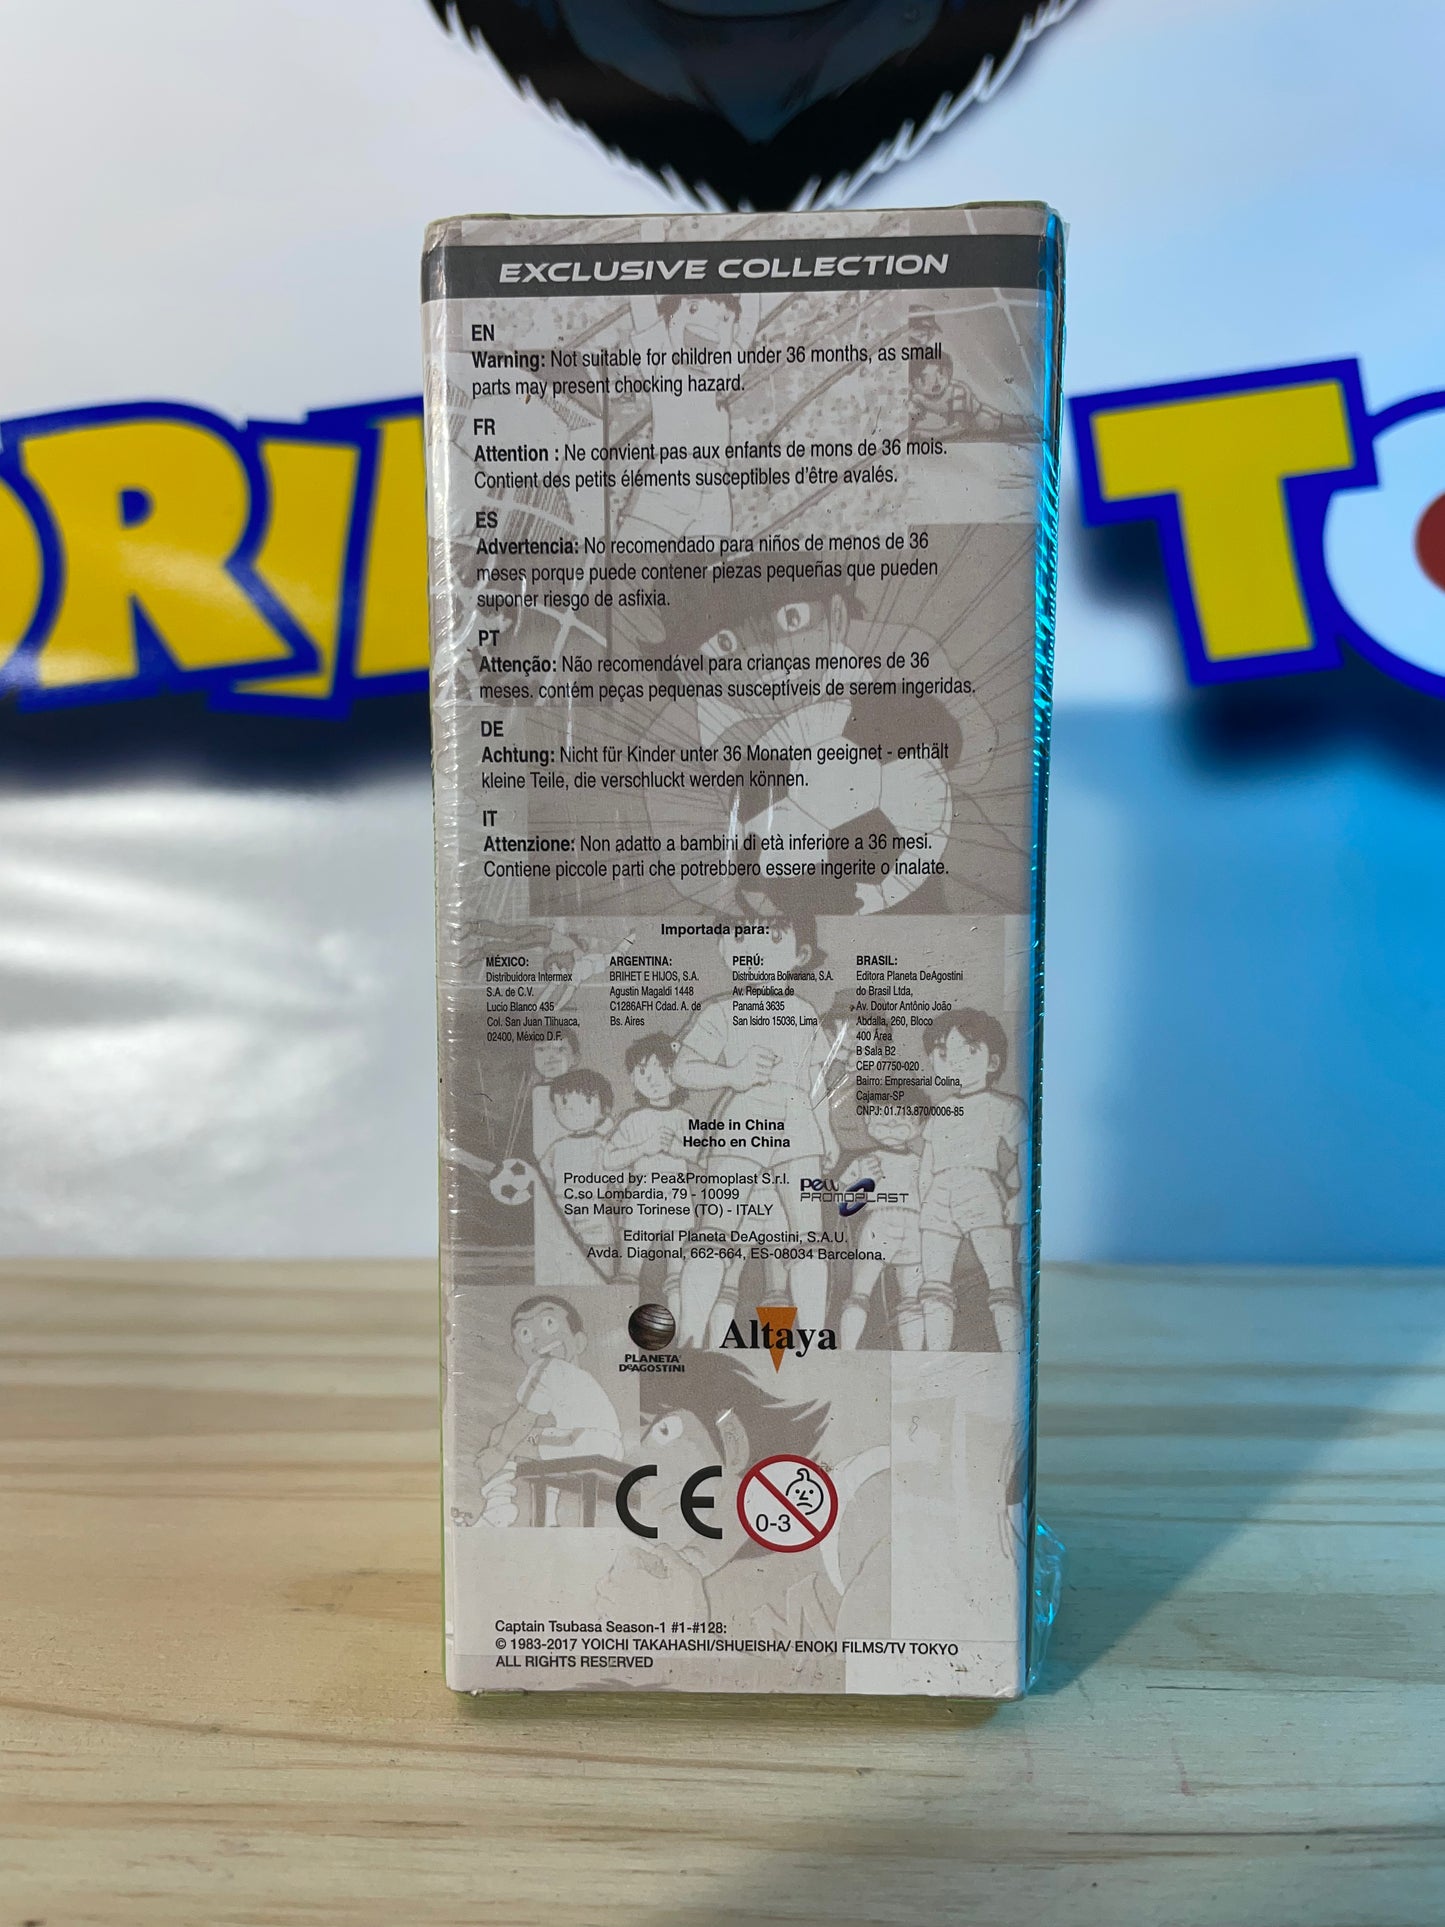 EXCLUSIVE COLLECTION
EN
Warning: Not suitable for children under 36 months, as small
parts may present chocking hazard.
FR
Attention : Ne convient pas aux enfants de mons de 36 mois.
Contient des petits éléments susceptibles d'être avalés.
ES
Advertencia: No recomendado para niños de menos de 36
meses porque puede contener piezas pequeñas que pueden
suponer riesgo de asfixia.
PT
Attenção: Não recomendável para crianças menores de 36
meses. contém peças pequenas susceptíveis de serem ingeridas.
DE
Achtung: Nicht für Kinder unter 36 Monaten geeignet - enthält
kleine Teile, die verschluckt werden können.
IT
Attenzione: Non adatto a bambini di età inferiore a 36 mesi.
Contiene piccole parti che potrebbero essere ingerite o inalate.
Importada para:
MÉXICO:
Distribuidora Intermex
S.A. de C.V.
Lucio Blanco 435
Col. San Juan Tlihuaca,
02400, México D.F.
ARGENTINA:
BRIHET E HIJOS, S.A.
Agustin Magaldi 1448
C1286AFH Cdad. A. de
Bs. Aires
PERÚ:
Distribuidora Bolivariana, S.A.
Av. República de
Panamá 3635
San Isidro 15036, Lima
BRASIL:
Editora Planeta DeAgostini
do Brasil Ltda,
Av. Doutor Antônio João
Abdalla, 260, Bloco
400 Área
B Sala B2
CEP 07750-020
Bairro: Empresarial Colina,
Cajamar-SP
CNPJ: 01.713.870/0006-85
Made in China
Hecho en China
Produced by: Pea&Promoplast S.r.l.
C.so Lombardia, 79 - 10099
San Mauro Torinese (TO) - ITALY
Pea
PROMOPLAST
Editorial Planeta DeAgostini, S.A.U.
Avda. Diagonal, 662-664, ES-08034 Barcelona.
PLANETA
DeAGOSTINI
Altaya
CE
0-3
Captain Tsubasa Season-1 #1-#128:
© 1983-2017 YOICHI TAKAHASHI/SHUEISHA/ ENOKI FILMS/TV TOKYO
ALL RIGHTS RESERVED